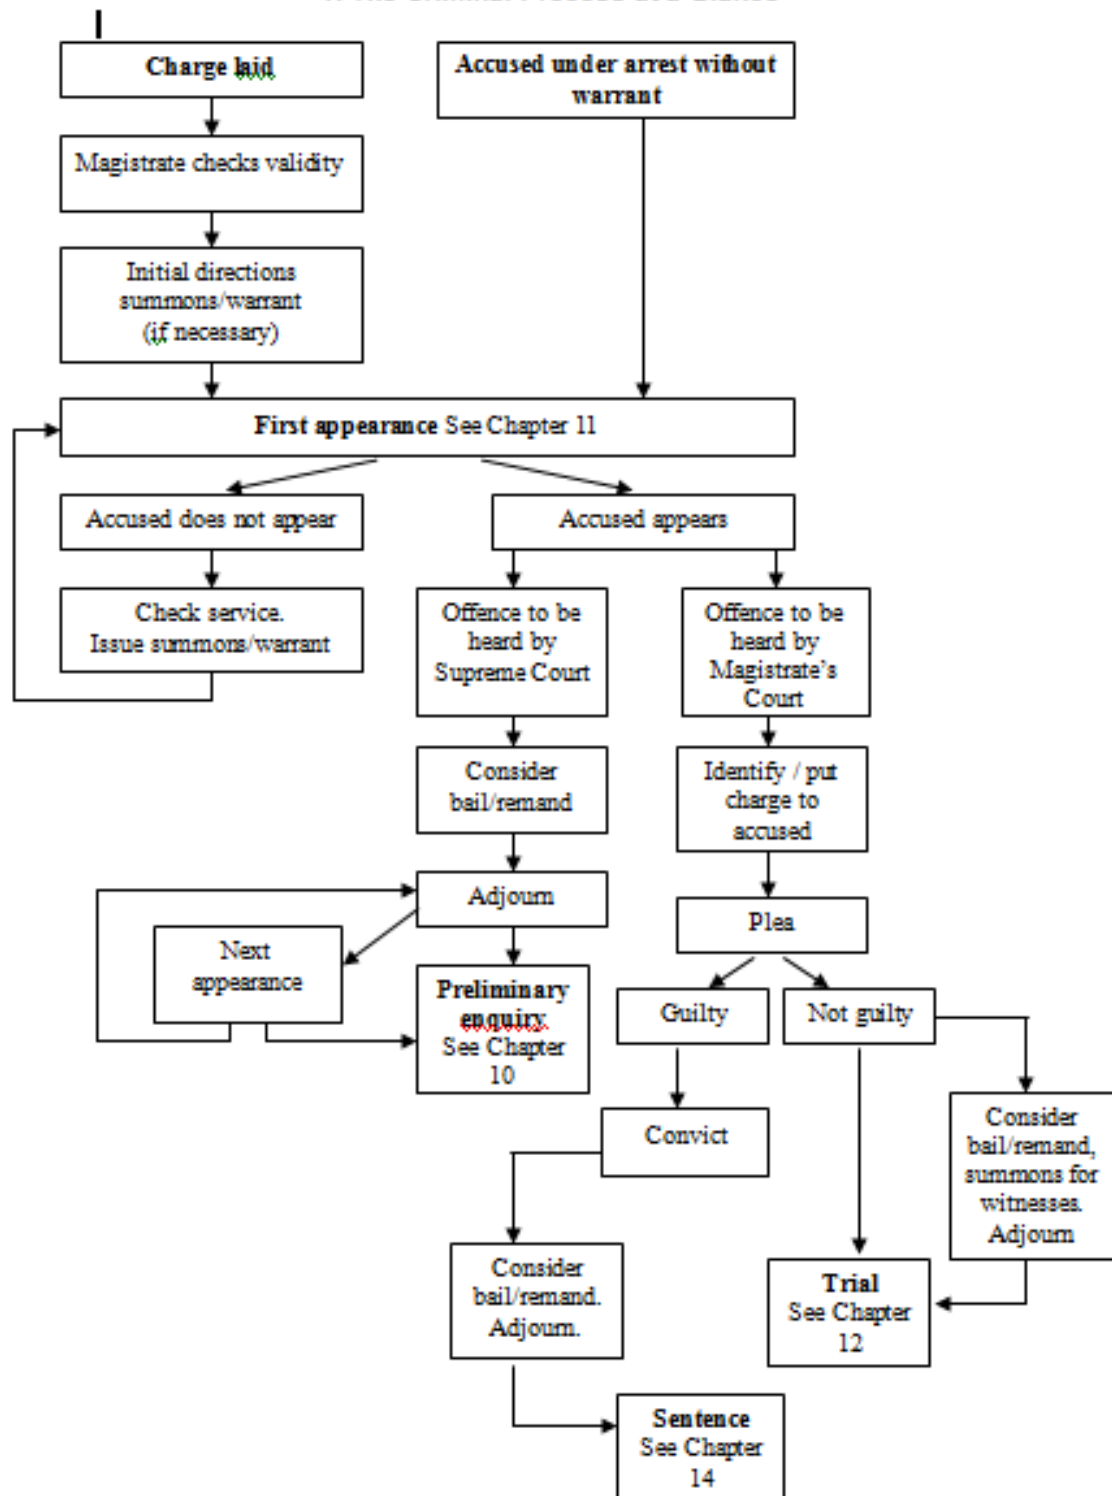 Charge laid
Accused under arrest without
warrant
Magistrate checks validity
Initial directions
summons/warrant
(if necessary)
First appearance See Chapter 11
Accused does not appear
Accused appears
Check service.
Issue summons/warrant
Offence to be
heard by
Supreme Court
Offence to be
heard by
Magistrate's
Court
Consider
bail/remand
Identify / put
charge to
accused
Adjourn
Plea
Next
appearance
Preliminary
enquiry
See Chapter
10
Guilty
Not guilty
Convict
Consider
bail/remand,
summons for
witnesses.
Adjourn
Consider
bail/remand.
Adjourn.
Trial
See Chapter
12
Sentence
See Chapter
14